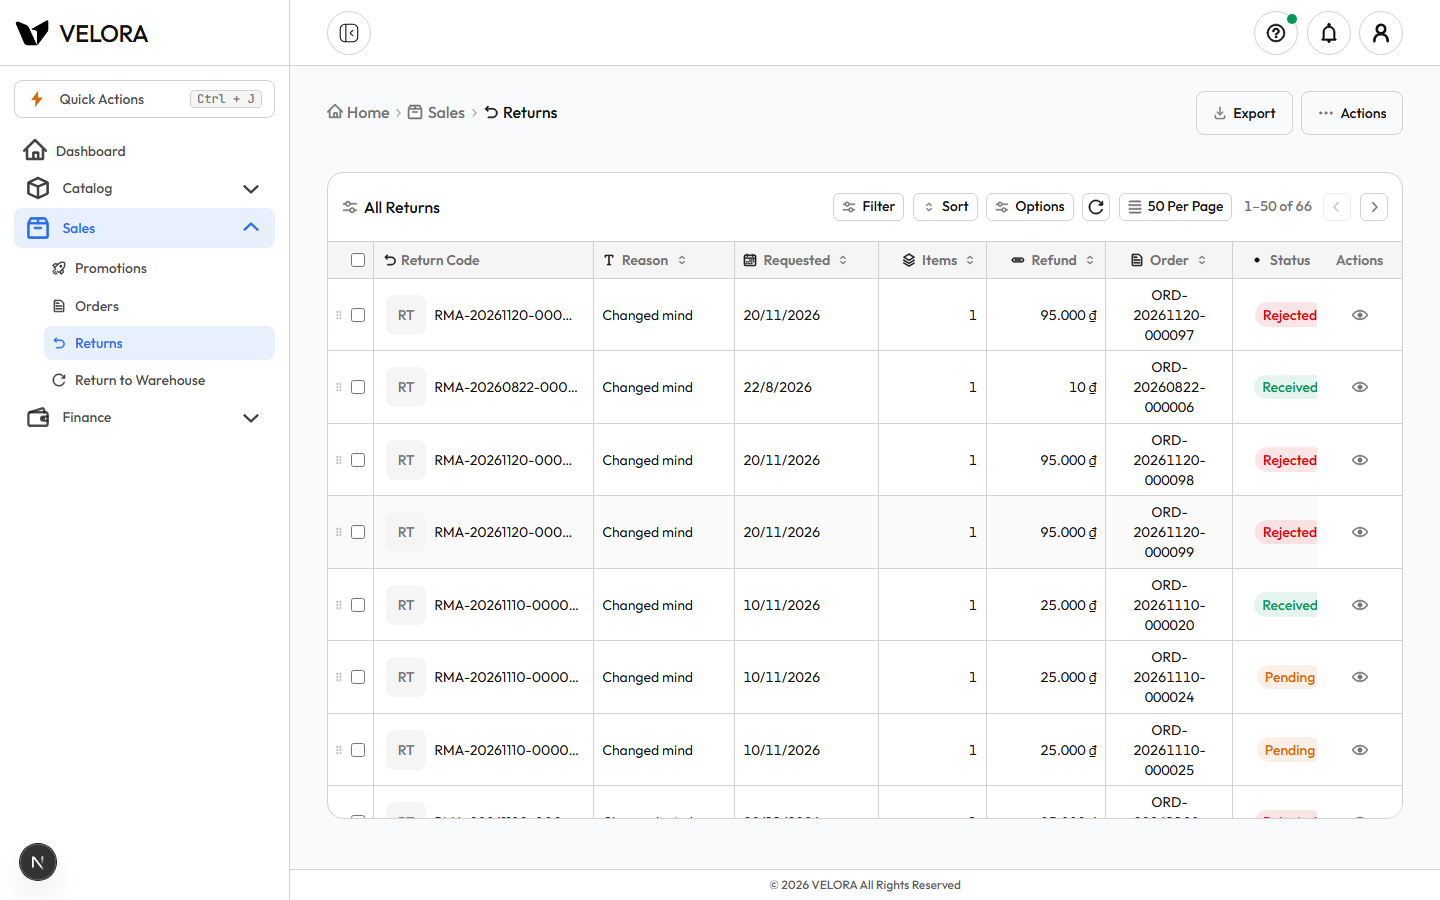 VELORA
Quick Actions
Ctrl + J
Dashboard
Catalog
Sales
Promotions
Orders
Returns
Return to Warehouse
Finance
N
Home
Sales
Returns
Export
Actions
All Returns
Filter
Sort
Options
50 Per Page
1–50 of 66
Return Code
Reason
Requested
Items
Refund
Order
Status
Actions
RT
RMA-20261120-000...
Changed mind
20/11/2026
1
95.000 ₫
ORD-
20261120-
000097
Rejected
RT
RMA-20260822-000...
Changed mind
22/8/2026
1
10 ₫
ORD-
20260822-
000006
Received
RT
RMA-20261120-000...
Changed mind
20/11/2026
1
95.000 ₫
ORD-
20261120-
000098
Rejected
RT
RMA-20261120-000...
Changed mind
20/11/2026
1
95.000 ₫
ORD-
20261120-
000099
Rejected
RT
RMA-20261110-0000...
Changed mind
10/11/2026
1
25.000 ₫
ORD-
20261110-
000020
Received
RT
RMA-20261110-0000...
Changed mind
10/11/2026
1
25.000 ₫
ORD-
20261110-
000024
Pending
RT
RMA-20261110-0000...
Changed mind
10/11/2026
1
25.000 ₫
ORD-
20261110-
000025
Pending
ORD-
© 2026 VELORA All Rights Reserved